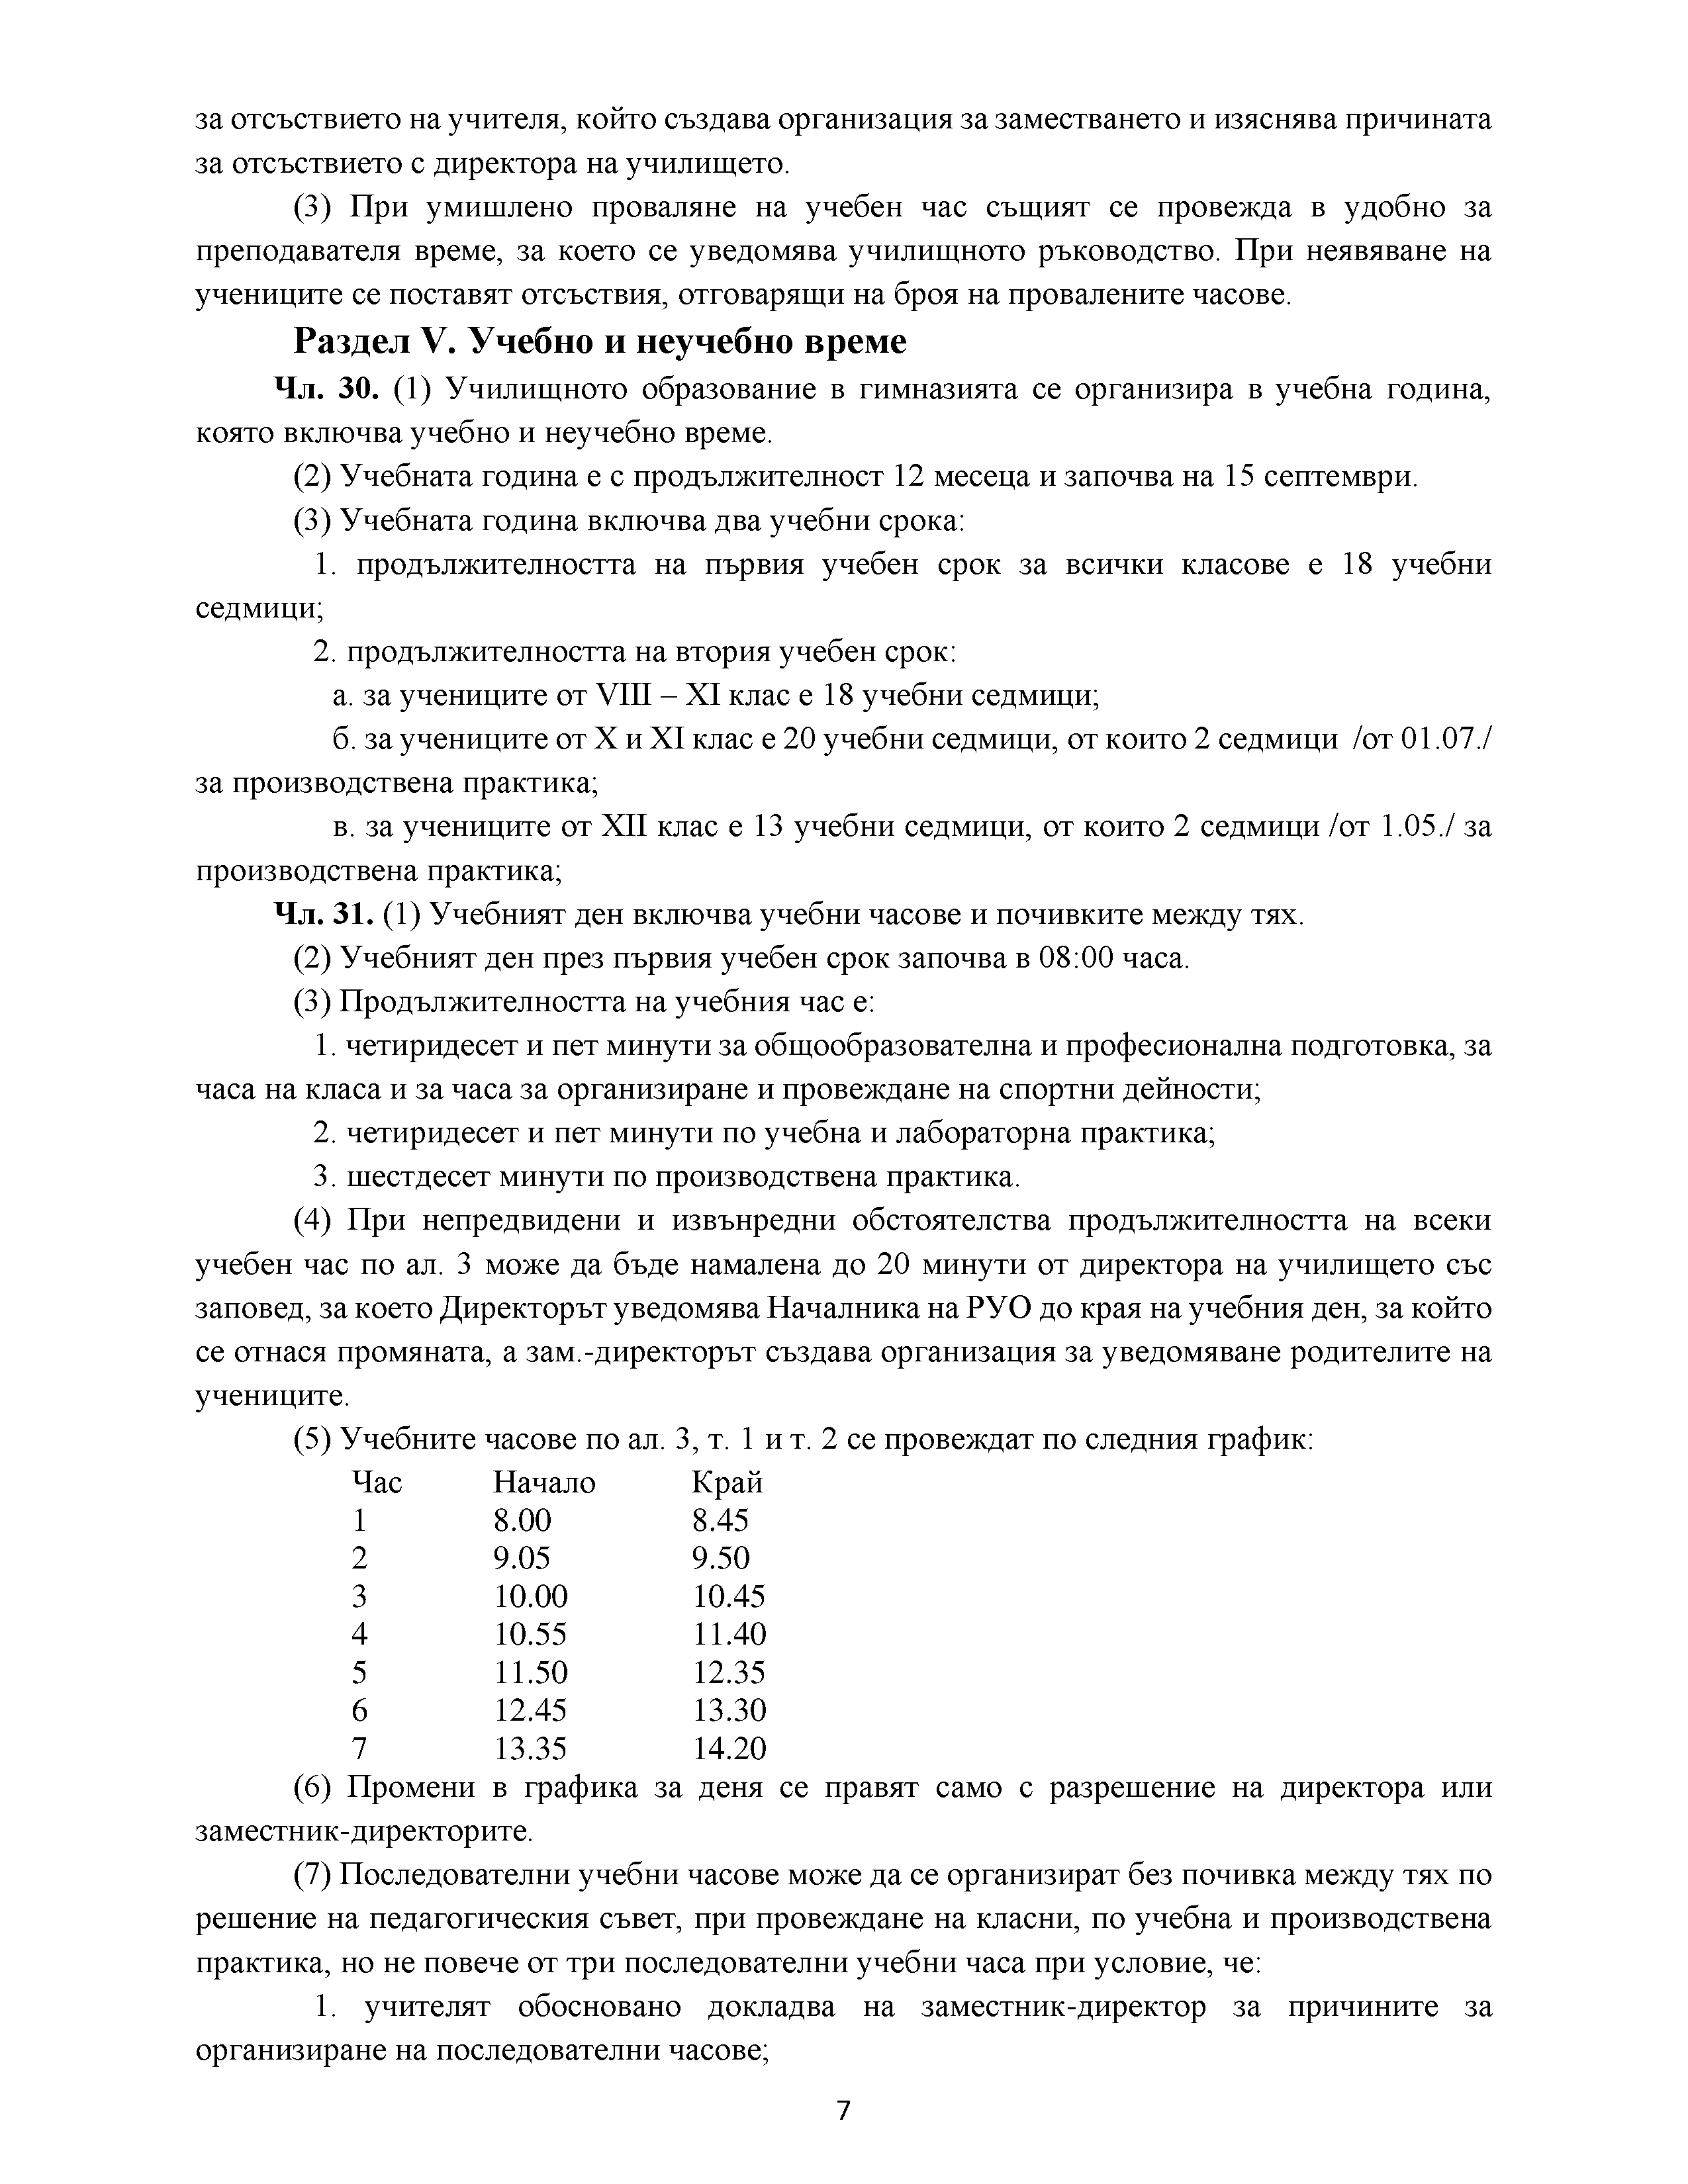 за отсъствието на учителя, който създава организация за заместването и изяснява причината
за отсъствието с директора на училището.
(3) При умишлено проваляне на учебен час същият се провежда в удобно за
преподавателя време, за което се уведомява училищното ръководство. При неявяване на
учениците се поставят отсъствия, отговарящи на броя на провалените часове.
Раздел V. Учебно и неучебно време
Чл. 30. (1) Училищното образование в гимназията се организира в учебна година,
която включва учебно и неучебно време.
(2) Учебната година е с продължителност 12 месеца и започва на 15 септември.
(3) Учебната година включва два учебни срока:
1. продължителността на първия учебен срок за всички класове е 18 учебни
седмици;
2. продължителността на втория учебен срок:
а. за учениците от VIII – XI клас е 18 учебни седмици;
б. за учениците от X и XI клас е 20 учебни седмици, от които 2 седмици /от 01.07./
за производствена практика;
в. за учениците от XII клас е 13 учебни седмици, от които 2 седмици /от 1.05./ за
производствена практика;
Чл. 31. (1) Учебният ден включва учебни часове и почивките между тях.
(2) Учебният ден през първия учебен срок започва в 08:00 часа.
(3) Продължителността на учебния час е:
1. четиридесет и пет минути за общообразователна и професионална подготовка, за
часа на класа и за часа за организиране и провеждане на спортни дейности;
2. четиридесет и пет минути по учебна и лабораторна практика;
3. шестдесет минути по производствена практика.
(4) При непредвидени и извънредни обстоятелства продължителността на всеки
учебен час по ал. 3 може да бъде намалена до 20 минути от директора на училището със
заповед, за което Директорът уведомява Началника на РУО до края на учебния ден, за който
се отнася промяната, а зам.-директорът създава организация за уведомяване родителите на
учениците.
(5) Учебните часове по ал. 3, т. 1 и т. 2 се провеждат по следния график:
Час Начало Край
1 8.00 8.45
2 9.05 9.50
3 10.00 10.45
4 10.55 11.40
5 11.50 12.35
6 12.45 13.30
7 13.35 14.20
(6) Промени в графика за деня се правят само с разрешение на директора или
заместник-директорите.
(7) Последователни учебни часове може да се организират без почивка между тях по
решение на педагогическия съвет, при провеждане на класни, по учебна и производствена
практика, но не повече от три последователни учебни часа при условие, че:
1. учителят обосновано докладва на заместник-директор за причините за
организиране на последователни часове;
7